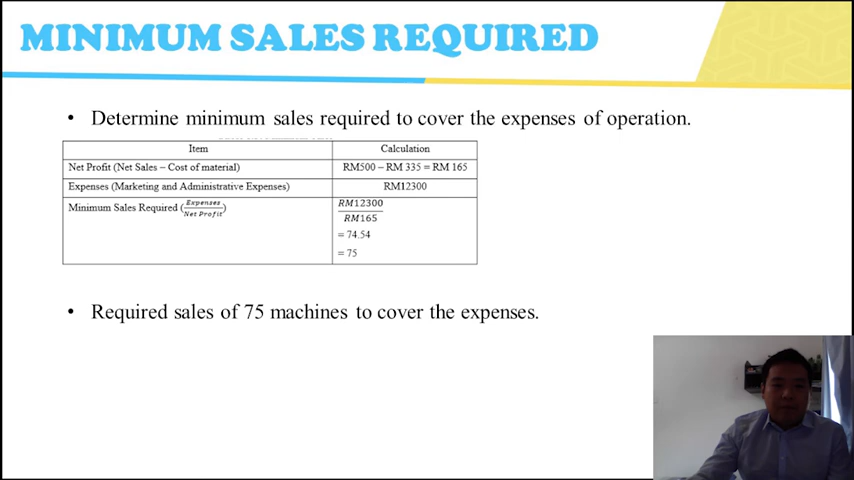 MINIMUM SALES REQUIRED
• Determine minimum sales required to cover the expenses of operation.
Item Calculation
Net Profit (Net Sales – Cost of material) RM500 – RM 335 = RM 165
Expenses (Marketing and Administrative Expenses) RM12300
Minimum Sales Required (Expenses/Net Profit) RM12300
RM165
= 74.54
= 75
• Required sales of 75 machines to cover the expenses.